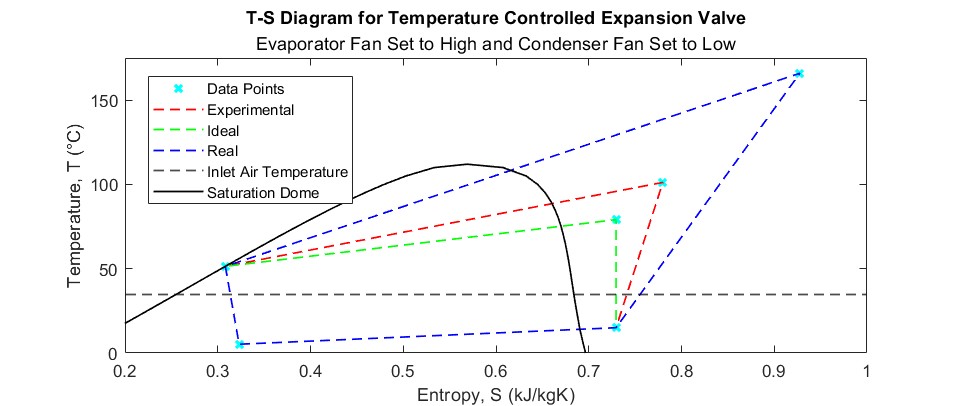 T-S Diagram for Temperature Controlled Expansion Valve
Evaporator Fan Set to High and Condenser Fan Set to Low
Temperature, T (°C)
150
100
50
0
Data Points
Experimental
Ideal
Real
Inlet Air Temperature
Saturation Dome
0.2 0.3 0.4 0.5 0.6 0.7 0.8 0.9 1
Entropy, S (kJ/kgK)